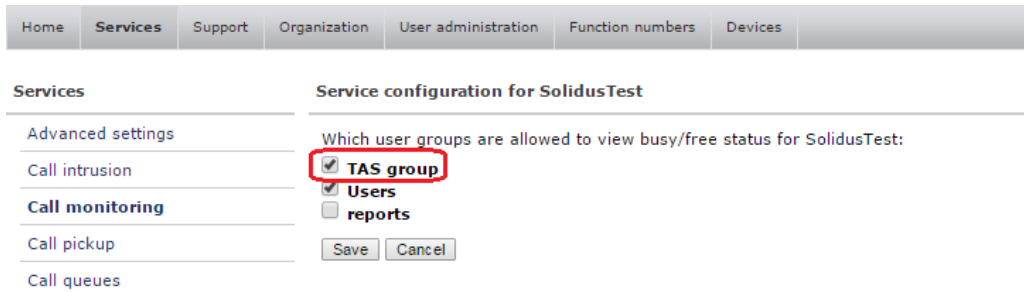 Home Services Support Organization User administration Function numbers Devices
Services
Advanced settings
Call intrusion
Call monitoring
Call pickup
Call queues
Service configuration for SolidusTest
Which user groups are allowed to view busy/free status for SolidusTest:
TAS group
Users
reports
Save Cancel